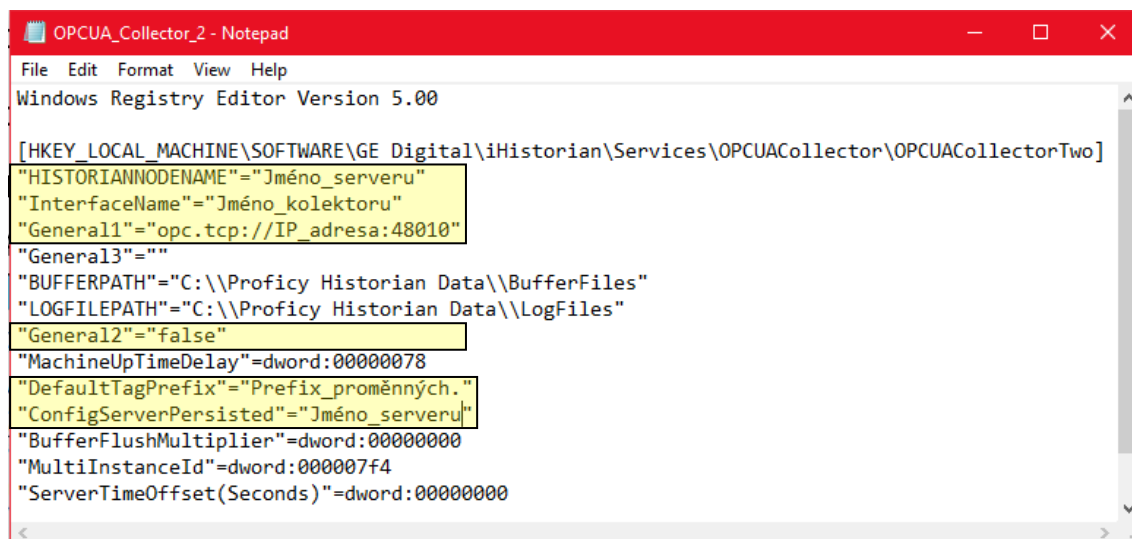 OPCUA_Collector_2 - Notepad
File Edit Format View Help
Windows Registry Editor Version 5.00
[HKEY_LOCAL_MACHINE\SOFTWARE\GE Digital\iHistorian\Services\OPCUACollector\OPCUACollectorTwo]
"HISTORIANNODENAME"="Jméno_serveru"
"InterfaceName"="Jméno_kolektoru"
"General1"="opc.tcp://IP_adresa:48010"
"General3"=""
"BUFFERPATH"="C:\\Proficy Historian Data\\BufferFiles"
"LOGFILEPATH"="C:\\Proficy Historian Data\\LogFiles"
"General2"="false"
"MachineUpTimeDelay"=dword:00000078
"DefaultTagPrefix"="Prefix_proměnných."
"ConfigServerPersisted"="Jméno_serveru"
"BufferFlushMultiplier"=dword:00000000
"MultiInstanceId"=dword:000007f4
"ServerTimeOffset(Seconds)"=dword:00000000